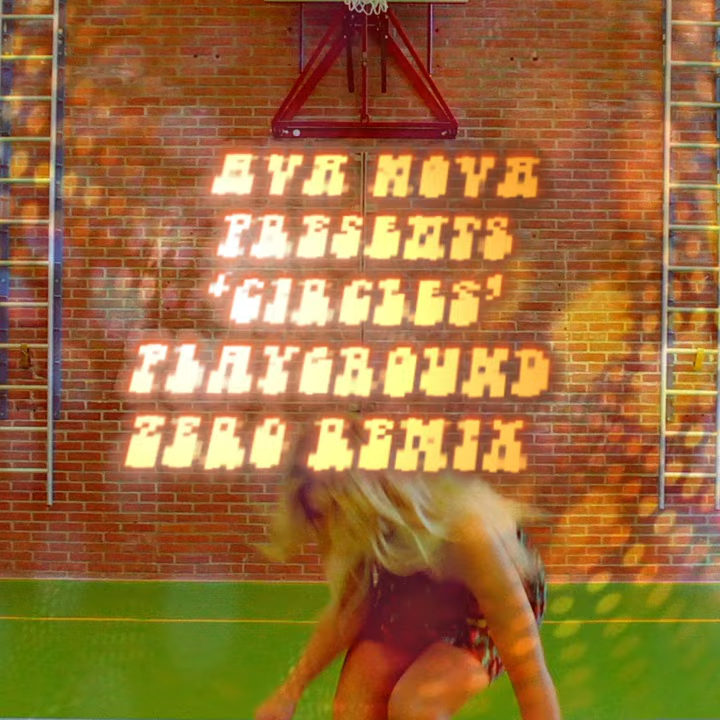 AVA NOVA
PRESENTS
'CIRCLES'
PLAYGROUND
ZERO REMIX